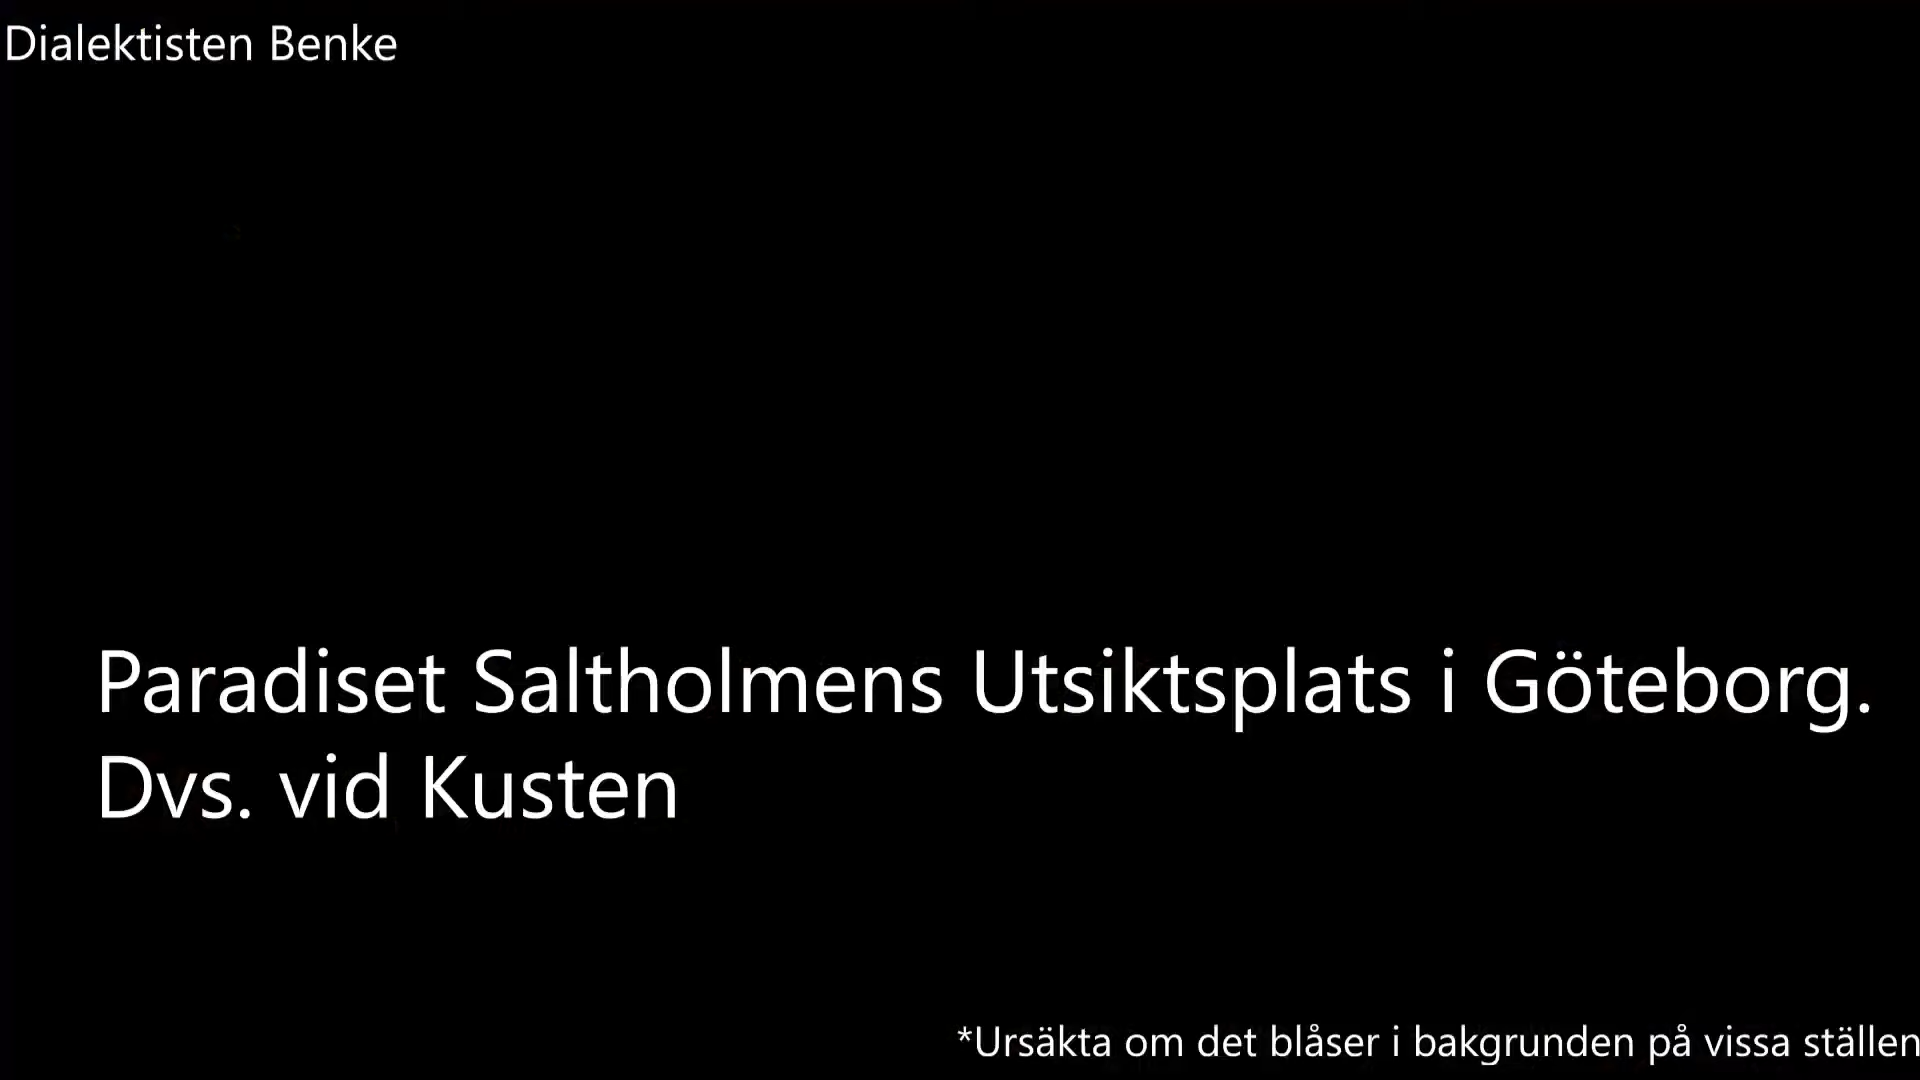 Dialektisten Benke
Paradiset Saltholmens Utsiktsplats i Göteborg.
Dvs. vid Kusten
*Ursäkta om det blåser i bakgrunden på vissa ställen